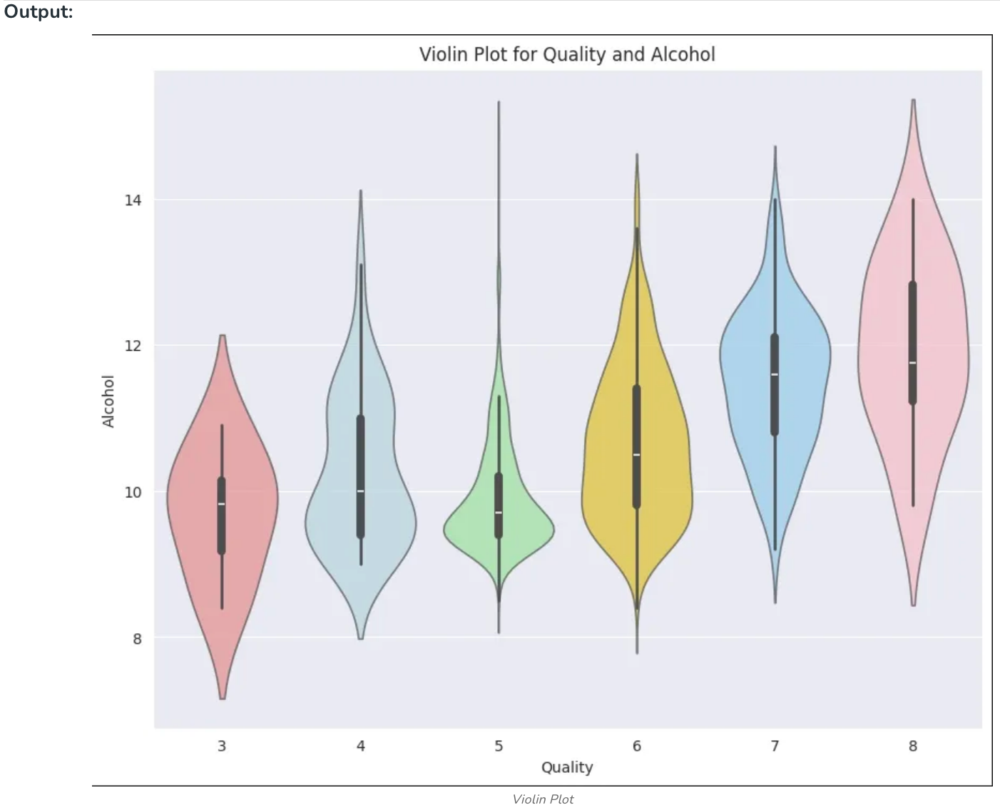 Output:
Violin Plot for Quality and Alcohol
14
12
10
8
Alcohol
3 4 5 6 7 8
Quality
Violin Plot